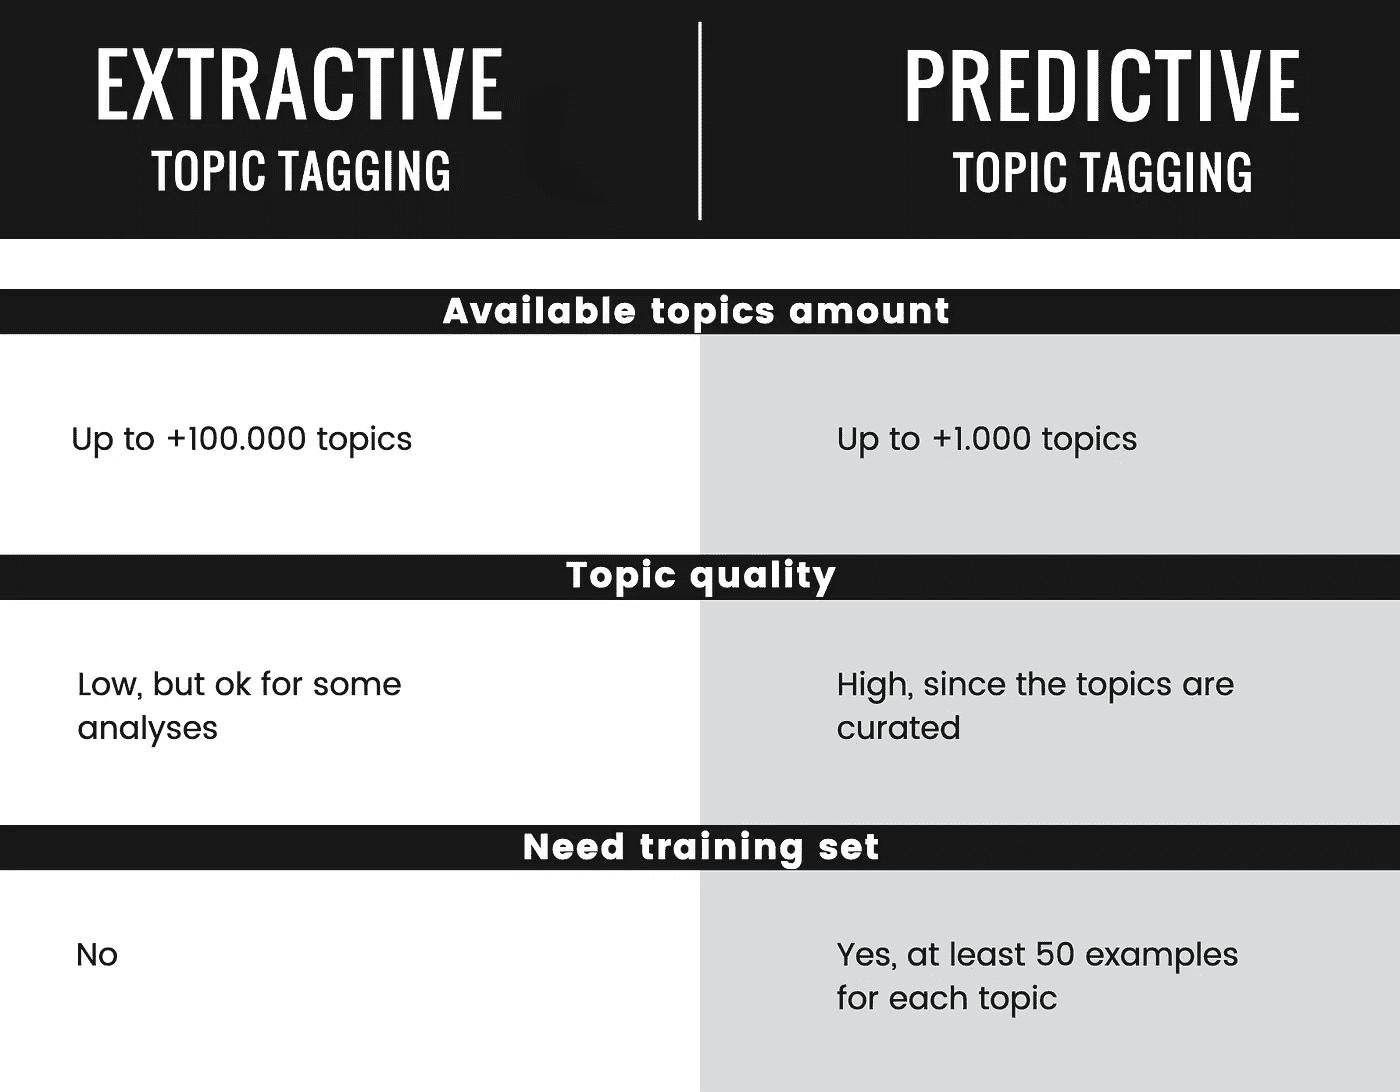 EXTRACTIVE
TOPIC TAGGING
PREDICTIVE
TOPIC TAGGING
Available topics amount
Up to +100.000 topics
Up to +1.000 topics
Topic quality
Low, but ok for some
analyses
High, since the topics are
curated
Need training set
No
Yes, at least 50 examples
for each topic